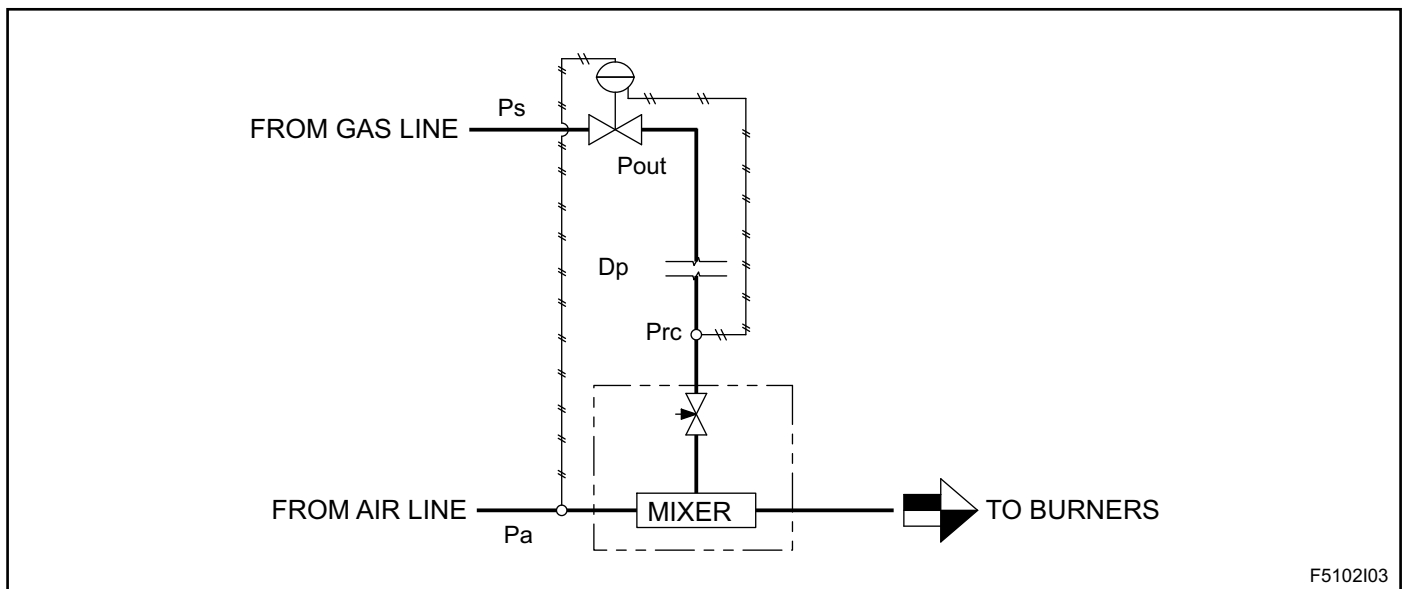 Ps
FROM GAS LINE
Pout
Dp
Prc
FROM AIR LINE
MIXER
TO BURNERS
Pa
F5102I03